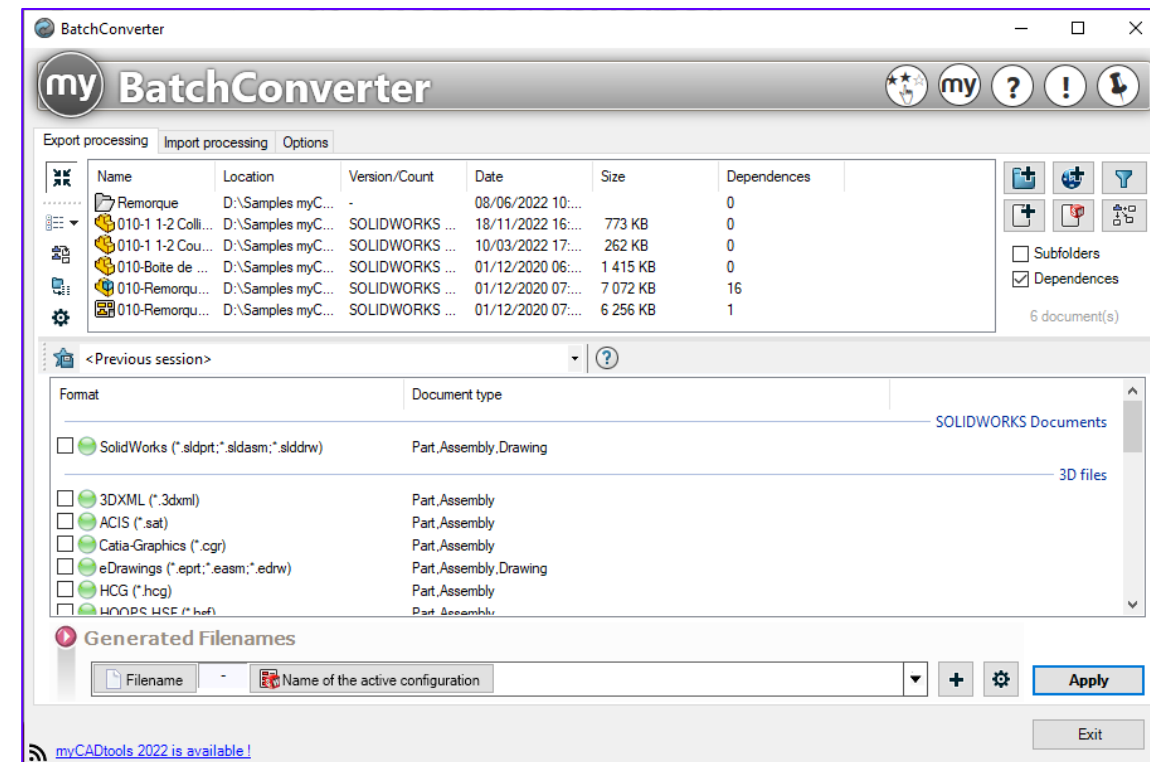 BatchConverter
my BatchConverter
my ? !
Export processing Import processing Options
Name Location Version/Count Date Size Dependences
Remorque D:\Samples myC... - 08/06/2022 10:... 0
010-1 1-2 Colli... D:\Samples myC... SOLIDWORKS ... 18/11/2022 16:... 773 KB 0
010-1 1-2 Cou... D:\Samples myC... SOLIDWORKS ... 10/03/2022 17:... 262 KB 0
010-Boite de ... D:\Samples myC... SOLIDWORKS ... 01/12/2020 06:... 1 415 KB 0
010-Remorqu... D:\Samples myC... SOLIDWORKS ... 01/12/2020 07:... 7 072 KB 16
010-Remorqu... D:\Samples myC... SOLIDWORKS ... 01/12/2020 07:... 6 256 KB 1
Subfolders
Dependences
6 document(s)
<Previous session> ?
Format Document type
SOLIDWORKS Documents
SolidWorks (*.sldprt;*.sldasm;*.slddrw) Part,Assembly,Drawing
3D files
3DXML (*.3dxml) Part,Assembly
ACIS (*.sat) Part,Assembly
Catia-Graphics (*.cgr) Part,Assembly
eDrawings (*.eprt;*.easm;*.edrw) Part,Assembly,Drawing
HCG (*.hcg) Part,Assembly
HOOPS HSF (*.hsf) Part,Assembly
Generated Filenames
Filename - Name of the active configuration + Apply
Exit
myCADtools 2022 is available !